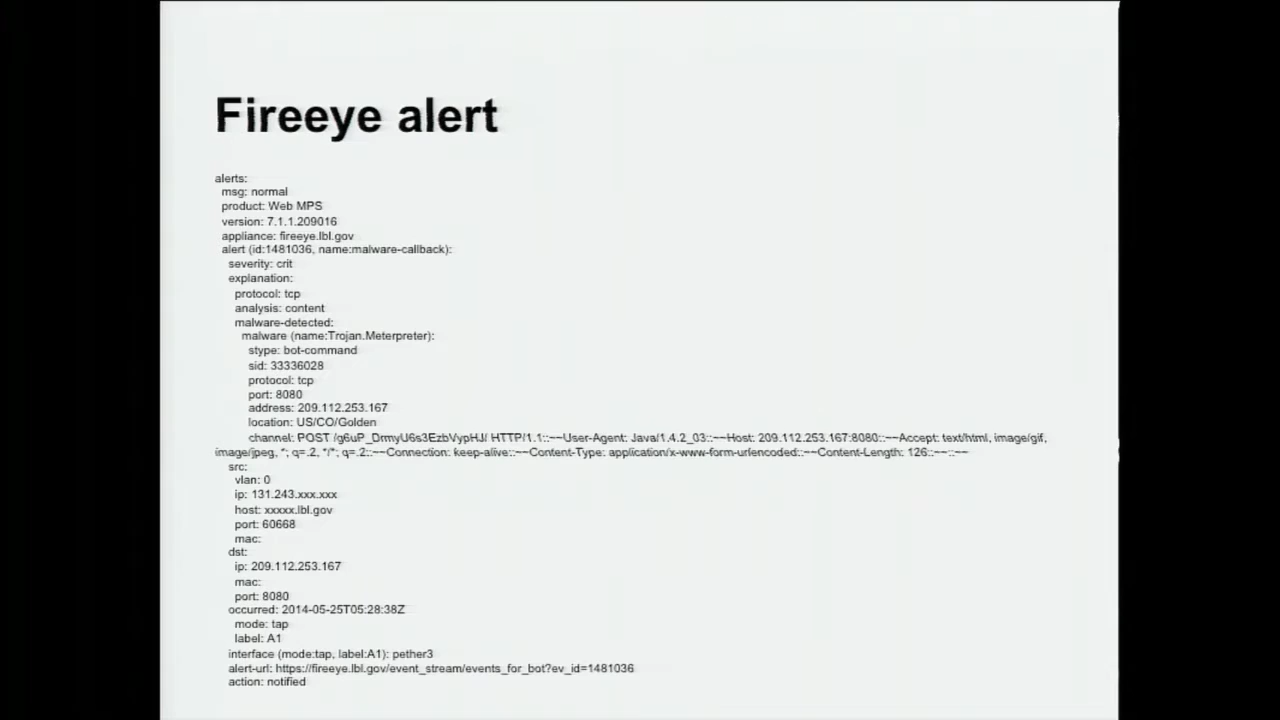 Fireeye alert
alerts:
msg: normal
product: Web MPS
version: 7.1.1.209016
appliance: fireeye.lbl.gov
alert (id:1481036, name:malware-callback):
severity: crit
explanation:
protocol: tcp
analysis: content
malware-detected:
malware (name:Trojan.Meterpreter):
stype: bot-command
sid: 33336028
protocol: tcp
port: 8080
address: 209.112.253.167
location: US/CO/Golden
channel: POST /g6uP_DrmyU6s3EzbVypHJ/ HTTP/1.1::~~User-Agent: Java/1.4.2_03::~~Host: 209.112.253.167:8080::~~Accept: text/html, image/gif,
image/jpeg, *; q=.2, */*; q=.2::~~Connection: keep-alive::~~Content-Type: application/x-www-form-urlencoded::~~Content-Length: 126::~~::~~
src:
vlan: 0
ip: 131.243.xxx.xxx
host: xxxxx.lbl.gov
port: 60668
mac:
dst:
ip: 209.112.253.167
mac:
port: 8080
occurred: 2014-05-25T05:28:38Z
mode: tap
label: A1
interface (mode:tap, label:A1): pether3
alert-url: https://fireeye.lbl.gov/event_stream/events_for_bot?ev_id=1481036
action: notified